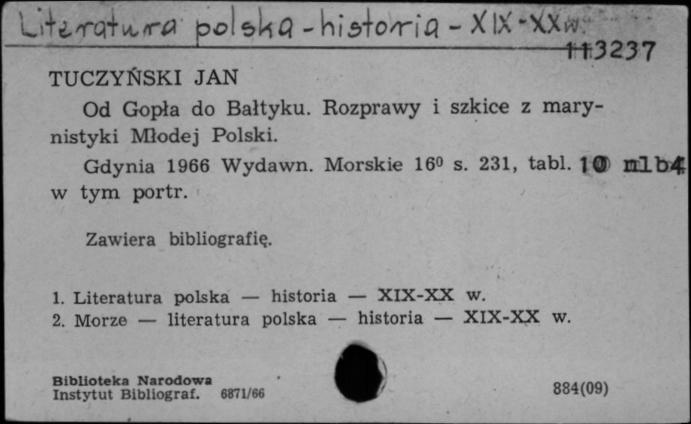 Literatura polska - historia - XIX-XXw.
113237
TUCZYŃSKI JAN
Od Gopła do Bałtyku. Rozprawy i szkice z mary-
nistyki Młodej Polski.
Gdynia 1966 Wydawn. Morskie 16⁰ s. 231, tabl. 10 nlb4
w tym portr.
Zawiera bibliografię.
1. Literatura polska — historia — XIX-XX w.
2. Morze — literatura polska — historia — XIX-XX w.
Biblioteka Narodowa
Instytut Bibliograf. 6871/66
884(09)